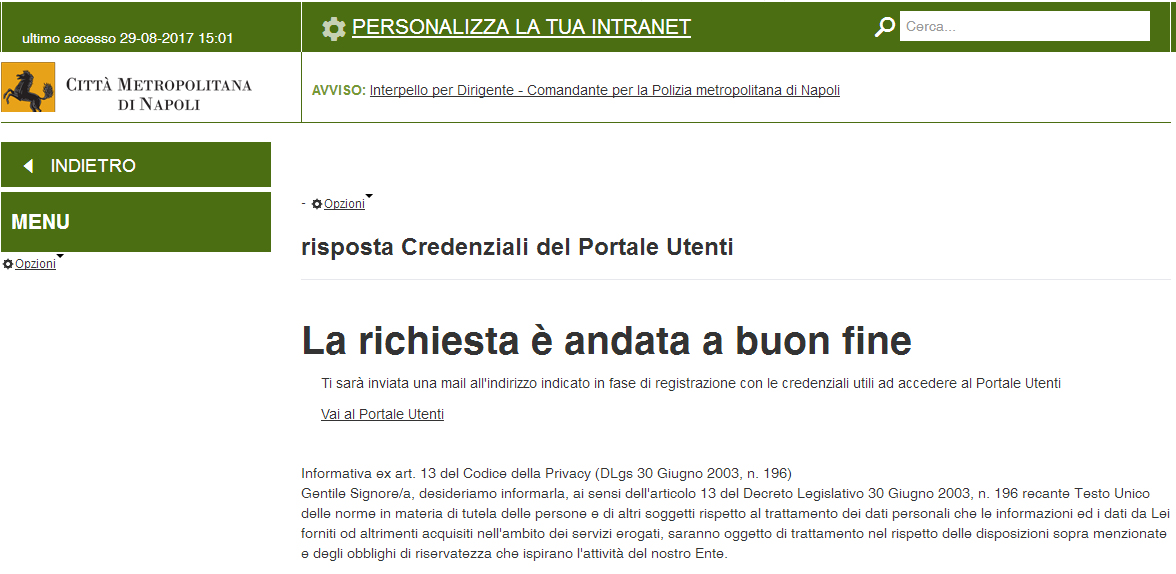 ultimo accesso 29-08-2017 15:01
PERSONALIZZA LA TUA INTRANET
Cerca...
CITTÀ METROPOLITANA
DI NAPOLI
AVVISO: Interpello per Dirigente - Comandante per la Polizia metropolitana di Napoli
INDIETRO
MENU
Opzioni
- Opzioni
risposta Credenziali del Portale Utenti
La richiesta è andata a buon fine
Ti sarà inviata una mail all'indirizzo indicato in fase di registrazione con le credenziali utili ad accedere al Portale Utenti
Vai al Portale Utenti
Informativa ex art. 13 del Codice della Privacy (DLgs 30 Giugno 2003, n. 196)
Gentile Signore/a, desideriamo informarla, ai sensi dell'articolo 13 del Decreto Legislativo 30 Giugno 2003, n. 196 recante Testo Unico
delle norme in materia di tutela delle persone e di altri soggetti rispetto al trattamento dei dati personali che le informazioni ed i dati da Lei
forniti od altrimenti acquisiti nell'ambito dei servizi erogati, saranno oggetto di trattamento nel rispetto delle disposizioni sopra menzionate
e degli obblighi di riservatezza che ispirano l'attività del nostro Ente.